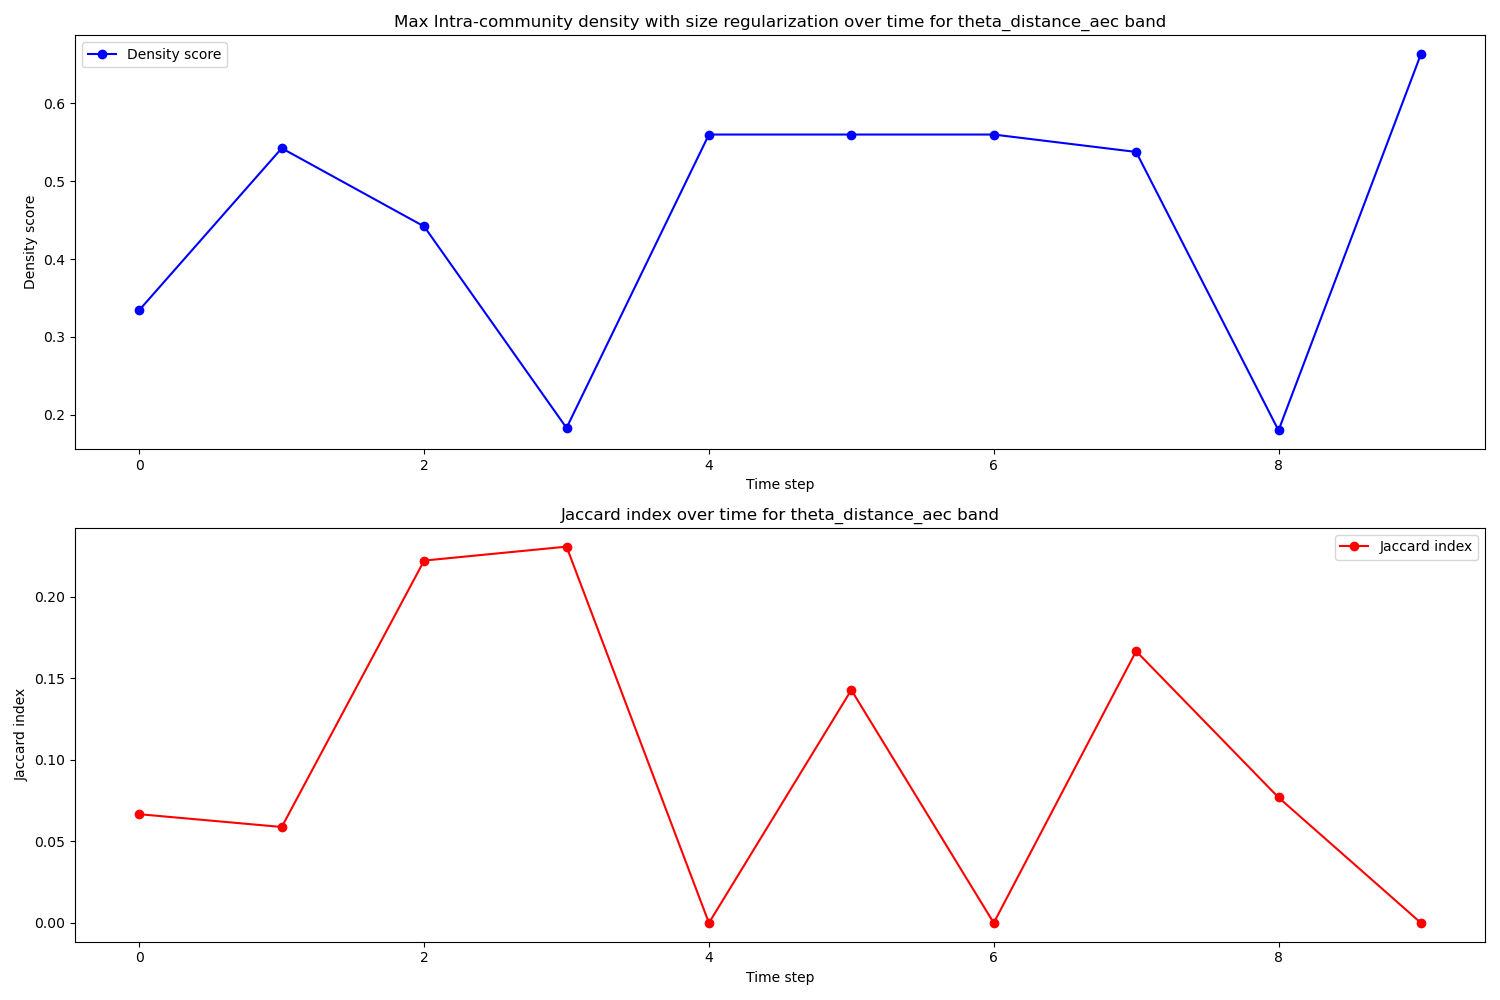 Max Intra-community density with size regularization over time for theta_distance_aec band
Density score
Density score
0.6
0.5
0.4
0.3
0.2
0 2 4 6 8
Time step
Jaccard index over time for theta_distance_aec band
Jaccard index
Jaccard index
0.20
0.15
0.10
0.05
0.00
0 2 4 6 8
Time step